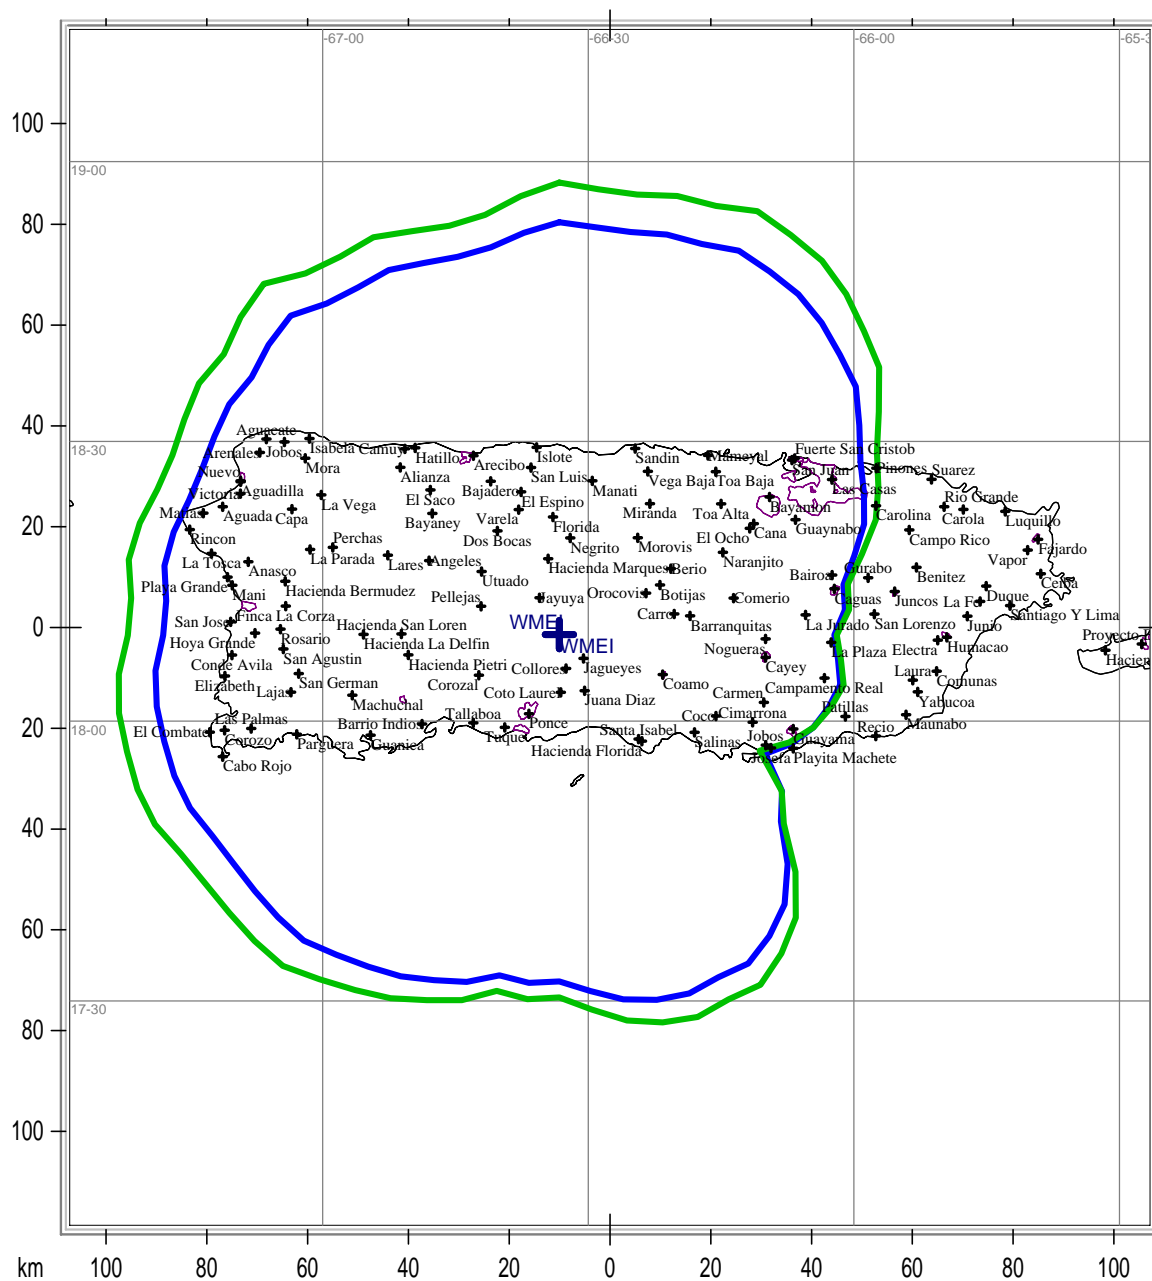 -67-00 -66-30 -66-00 -65-3
100
19-00
80
60
40
18-30
20
0
20
18-00
40
60
17-30
80
100
km 100 80 60 40 20 0 20 40 60 80 100
Aguacate
Arenales Jobos Isabela Camuy Hatillo Arecibo Islote Sandin Mameyal Fuerte San Cristob
Mora Alianza San Luis Vega Baja Toa Baja San Juan Pinones Suarez
Nuevo
Victoria Aguadilla La Vega El Saco Bajadero Manati Las Casas Rio Grande
Aguada Capa Bayaney Varela El Espino Miranda Toa Alta Bayamon Carolina Carola Luquillo
Rincon Dos Bocas Florida El Ocho Cana Guaynabo Campo Rico
Perchas Negrito Morovis Fajardo
La Tosca La Parada Lares Angeles Hacienda Marques Berio Naranjito Vapor
Anasco Utuado Bairoa Gurabo Benitez Ceiba
Playa Grande Mani Hacienda Bermudez Pellejas Jayuya Orocovis Botijas Comerio Caguas Juncos La Fe Duque
San Jose Finca La Corza Hacienda San Loren WMEI Carro Barranquitas La Jurado San Lorenzo Junio Santiago Y Lima
Hoya Grande Rosario Hacienda La Delfin WMEI Nogueras La Plaza Electra Humacao
Conde Avila San Agustin Hacienda Pietri Collores Jagueyes Cayey Laura Hacien
Elizabeth Lajas San German Corozal Coto Laurel Juana Diaz Coamo Campamento Real Comunas
Machuchal Carmen Yabucoa
Las Palmas Tallaboa Ponce Coco Cimarrona Patillas Maunabo
El Combate Corozo Parguera Barrio Indios Guanica Tuque Santa Isabel Salinas Jobos Guayama Recio
Cabo Rojo Hacienda Florida Josefa Playita Machete